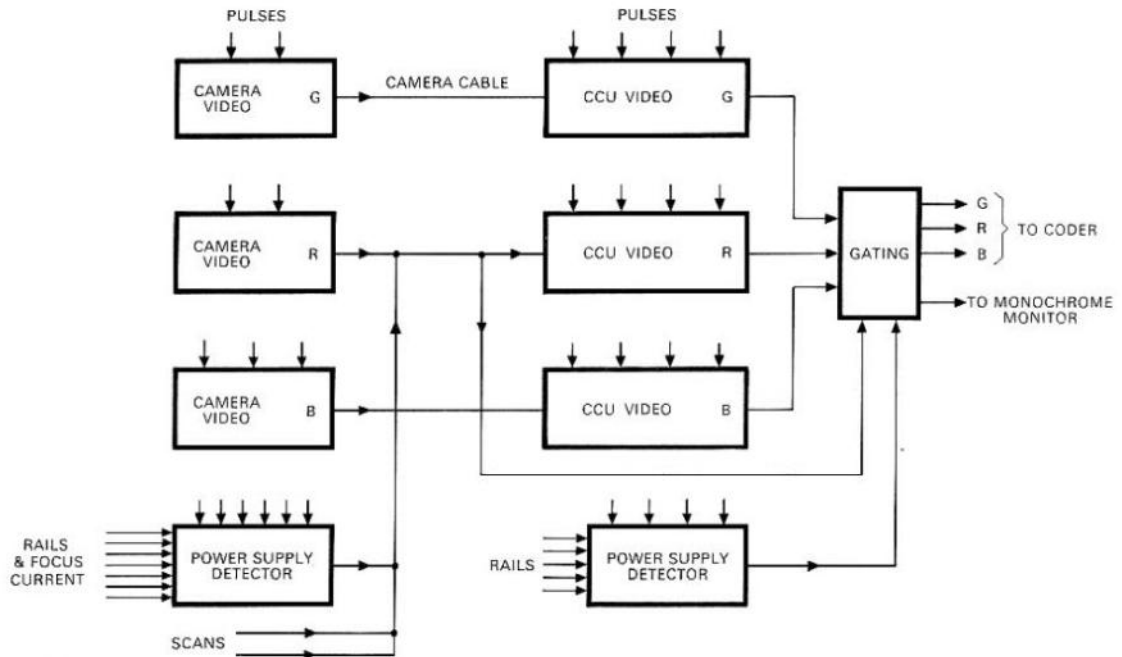 PULSES
PULSES
CAMERA
VIDEO
G
CAMERA CABLE
CCU VIDEO
G
CAMERA
VIDEO
R
CCU VIDEO
R
GATING
G
R
B
TO CODER
TO MONOCHROME
MONITOR
CAMERA
VIDEO
B
CCU VIDEO
B
RAILS
& FOCUS
CURRENT
POWER SUPPLY
DETECTOR
RAILS
POWER SUPPLY
DETECTOR
SCANS